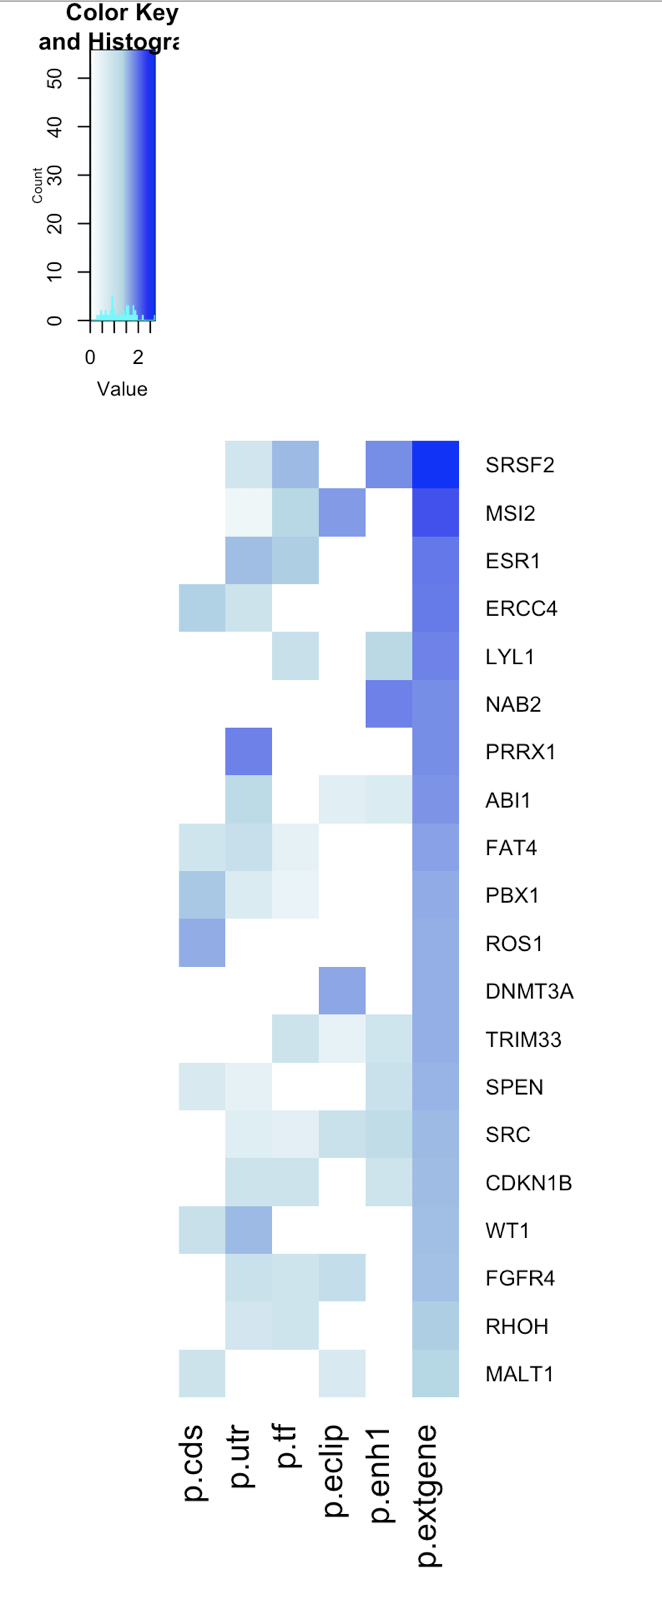 Color Key
and Histogra
50
40
30
20
10
0
Count
0 2
Value
SRSF2
MSI2
ESR1
ERCC4
LYL1
NAB2
PRRX1
ABI1
FAT4
PBX1
ROS1
DNMT3A
TRIM33
SPEN
SRC
CDKN1B
WT1
FGFR4
RHOH
MALT1
p.cds
p.utr
p.tf
p.eclip
p.enh1
p.extgene